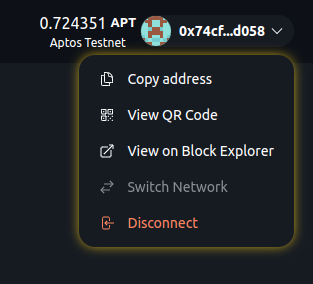 0.724351 APT
Aptos Testnet
0x74cf...d058
Copy address
View QR Code
View on Block Explorer
Switch Network
Disconnect